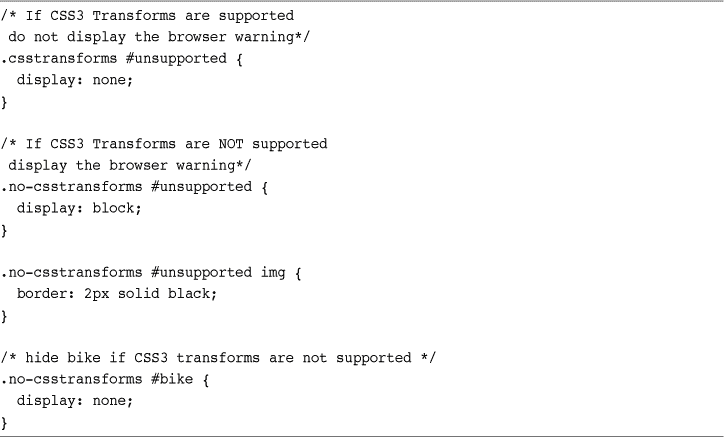 /* If CSS3 Transforms are supported
 do not display the browser warning*/
.csstransforms #unsupported {
  display: none;
}

/* If CSS3 Transforms are NOT supported
 display the browser warning*/
.no-csstransforms #unsupported {
  display: block;
}

.no-csstransforms #unsupported img {
  border: 2px solid black;
}

/* hide bike if CSS3 transforms are not supported */
.no-csstransforms #bike {
  display: none;
}